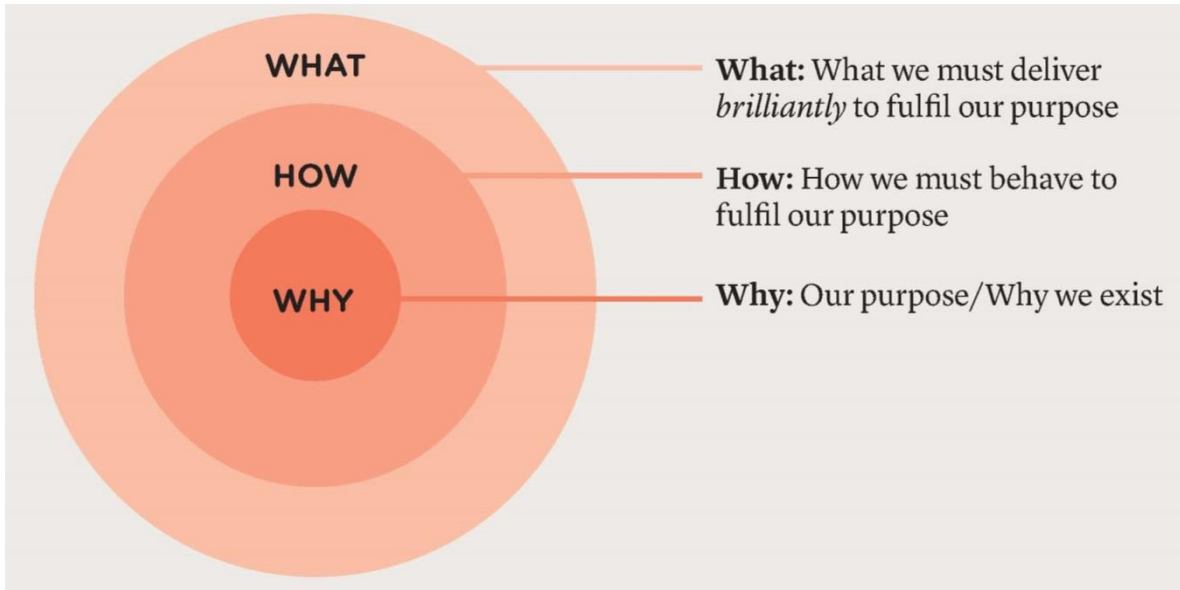 WHAT
HOW
WHY
What: What we must deliver
brilliantly to fulfil our purpose
How: How we must behave to
fulfil our purpose
Why: Our purpose/Why we exist